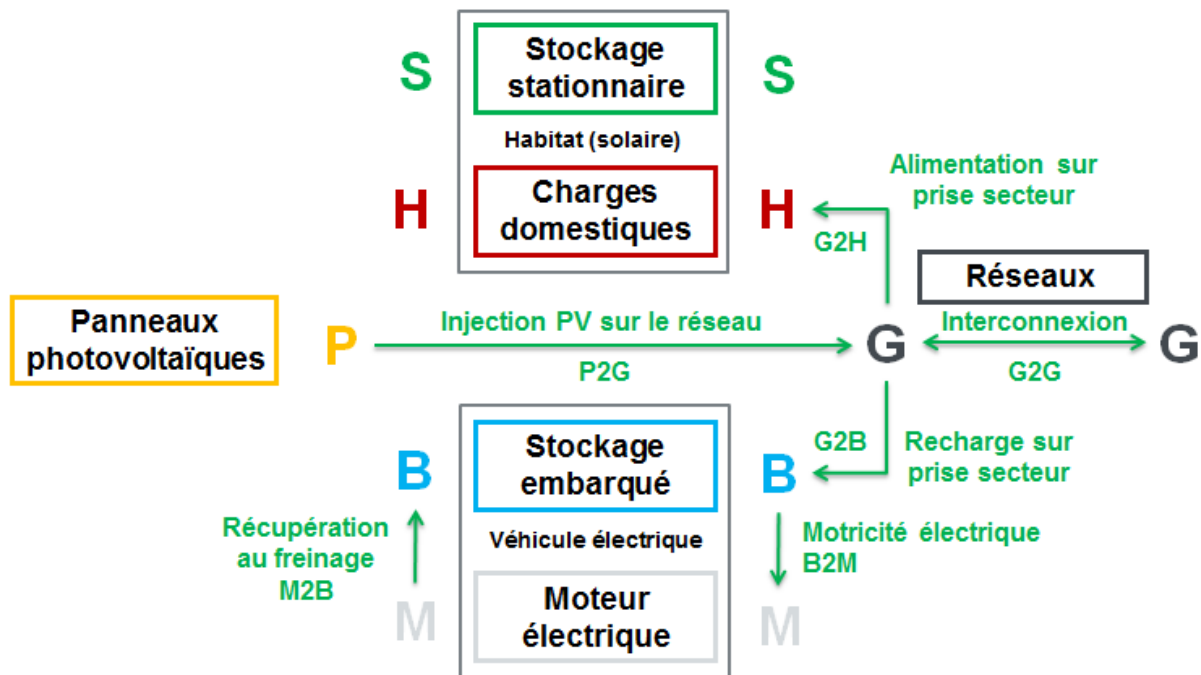 S
Stockage
stationnaire
S
Habitat (solaire)
H
Charges
domestiques
H
Alimentation sur
prise secteur
G2H
Réseaux
Panneaux
photovoltaïques
P
Injection PV sur le réseau
P2G
G
Interconnexion
G2G
G
B
Stockage
embarqué
B
G2B
Recharge sur
prise secteur
Récupération
au freinage
M2B
Véhicule électrique
Motricité électrique
B2M
M
Moteur
électrique
M